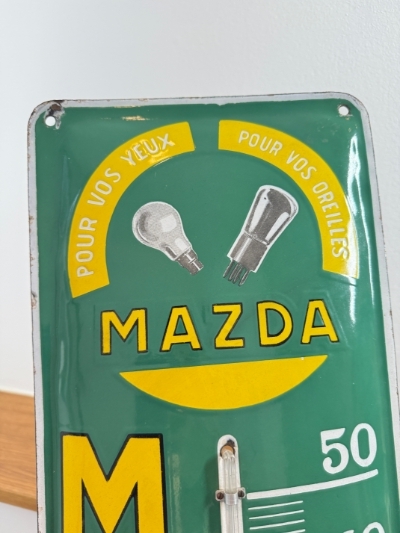 POUR VOS YEUX
POUR VOS OREILLES
MAZDA
M
50